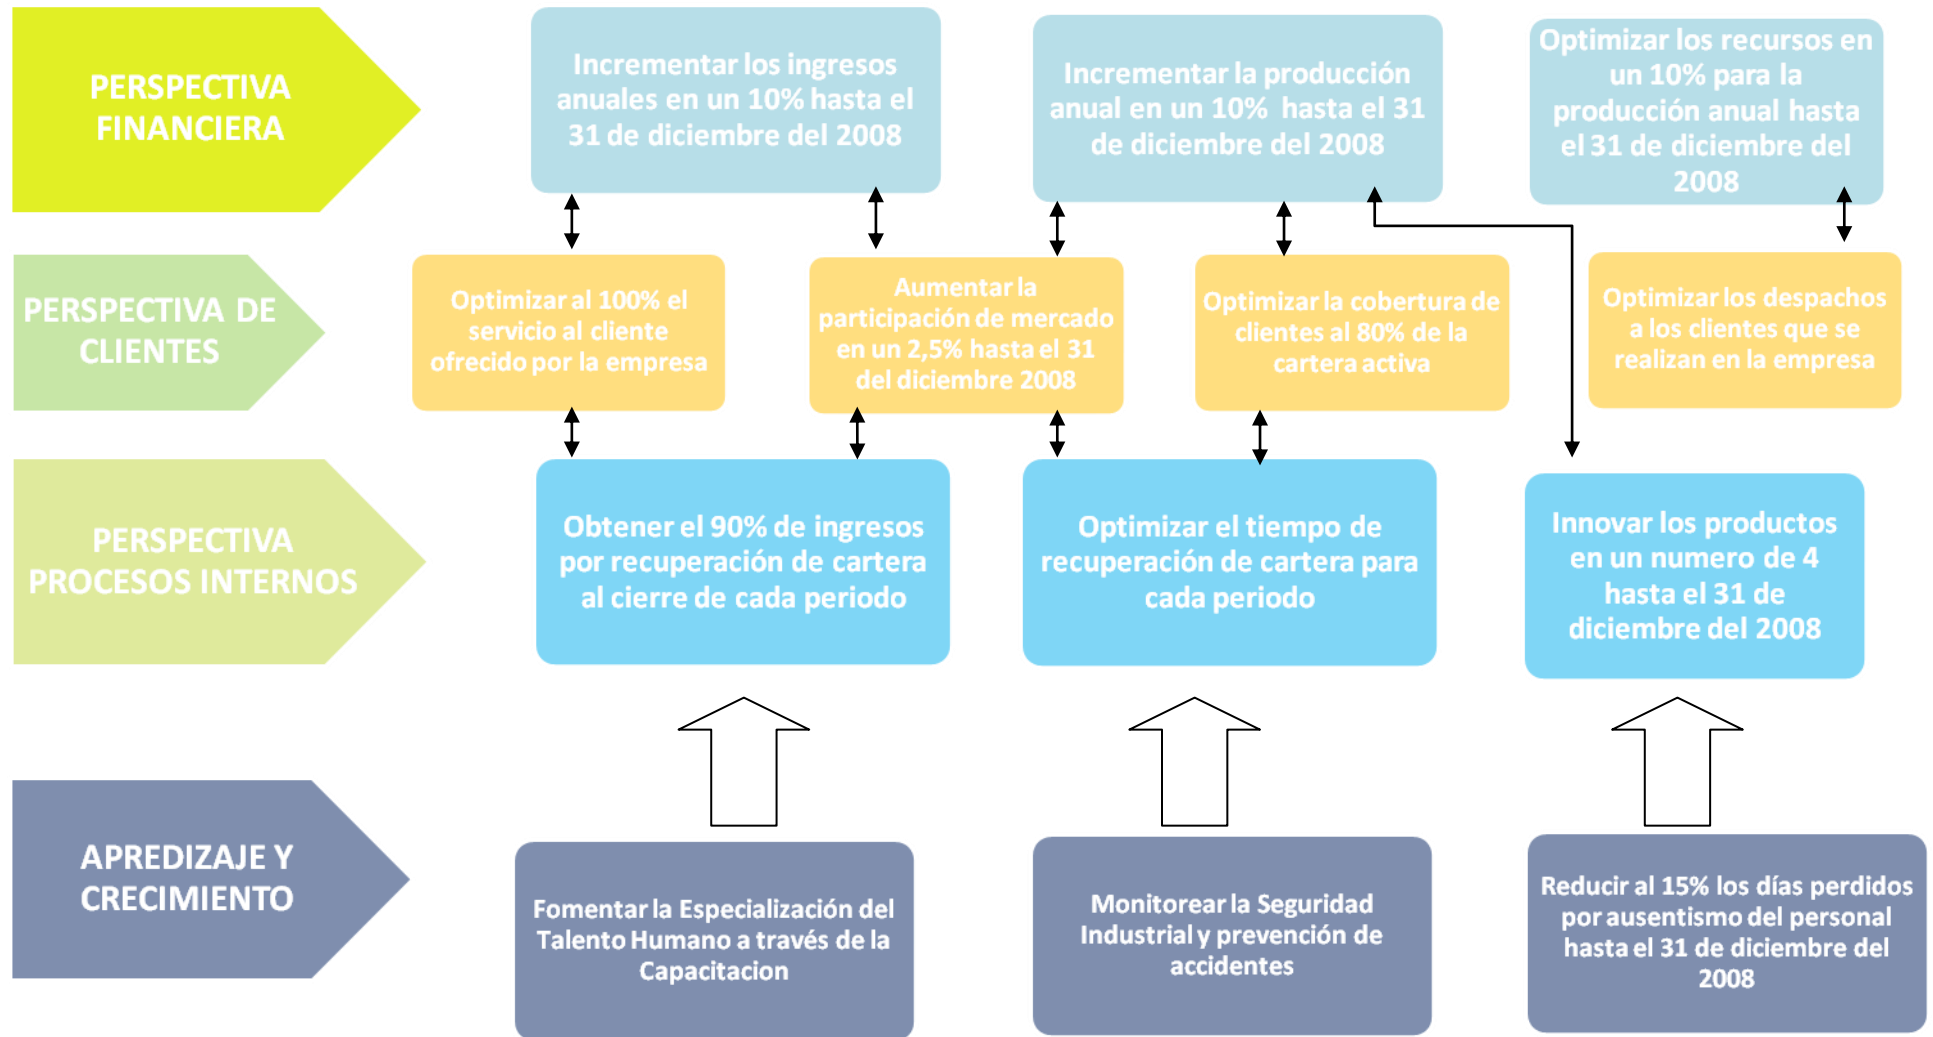 PERSPECTIVA
FINANCIERA
Incrementar los ingresos
anuales en un 10% hasta el
31 de diciembre del 2008
Incrementar la producción
anual en un 10% hasta el 31
de diciembre del 2008
Optimizar los recursos en
un 10% para la
producción anual hasta
el 31 de diciembre del
2008
PERSPECTIVA DE
CLIENTES
Optimizar al 100% el
servicio al cliente
ofrecido por la empresa
Aumentar la
participación de mercado
en un 2,5% hasta el 31
del diciembre 2008
Optimizar la cobertura de
clientes al 80% de la
cartera activa
Optimizar los despachos
a los clientes que se
realizan en la empresa
PERSPECTIVA
PROCESOS INTERNOS
Obtener el 90% de ingresos
por recuperación de cartera
al cierre de cada periodo
Optimizar el tiempo de
recuperación de cartera para
cada periodo
Innovar los productos
en un numero de 4
hasta el 31 de
diciembre del 2008
APREDIZAJE Y
CRECIMIENTO
Fomentar la Especialización del
Talento Humano a través de la
Capacitacion
Monitorear la Seguridad
Industrial y prevención de
accidentes
Reducir al 15% los días perdidos
por ausentismo del personal
hasta el 31 de diciembre del
2008